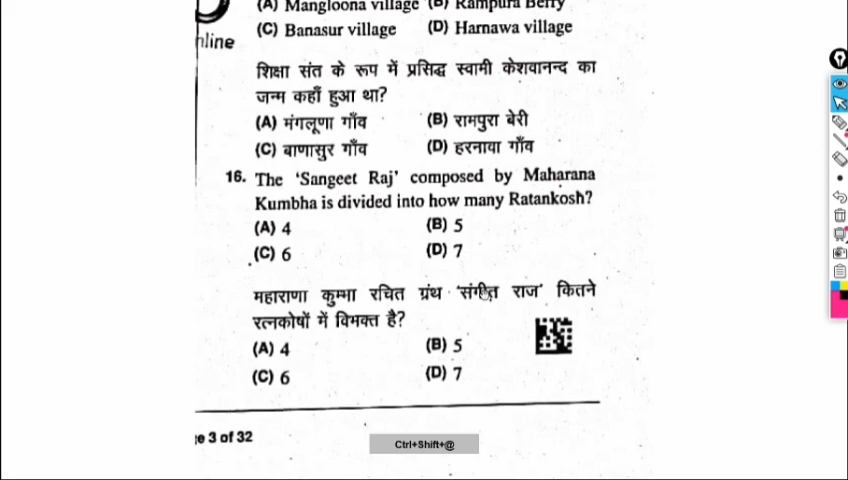 (A) Mangloona village (B) Rampura Berry
nline
(C) Banasur village (D) Harnawa village
शिक्षा संत के रूप में प्रसिद्ध स्वामी केशवानन्द का
जन्म कहाँ हुआ था?
(A) मंगलूणा गाँव (B) रामपुरा बेरी
(C) बाणासुर गाँव (D) हरनावा गाँव
16. The 'Sangeet Raj' composed by Maharana
Kumbha is divided into how many Ratankosh?
(A) 4 (B) 5
(C) 6 (D) 7
महाराणा कुम्भा रचित ग्रंथ 'संगीत राज' कितने
रत्नकोषों में विभक्त है?
(A) 4 (B) 5
(C) 6 (D) 7
e 3 of 32
Ctrl+Shift+@